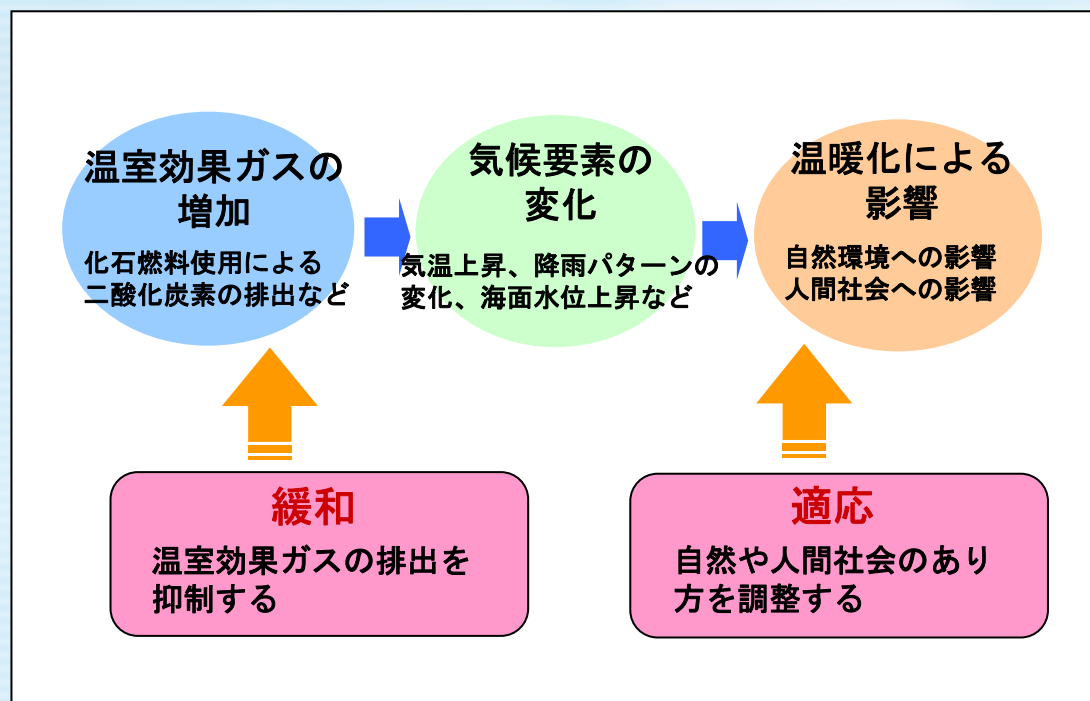 温室効果ガスの
増加
化石燃料使用による
二酸化炭素の排出など
気候要素の
変化
気温上昇、降雨パターンの
変化、海面水位上昇など
温暖化による
影響
自然環境への影響
人間社会への影響
緩和
温室効果ガスの排出を
抑制する
適応
自然や人間社会のあり
方を調整する